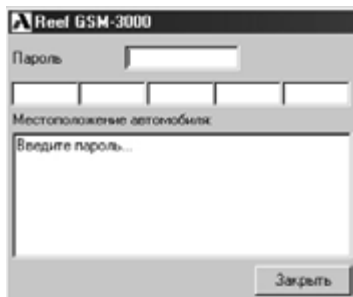 Reef GSM-3000
Пароль
Местоположение автомобиля:
Введите пароль...
Закрыть